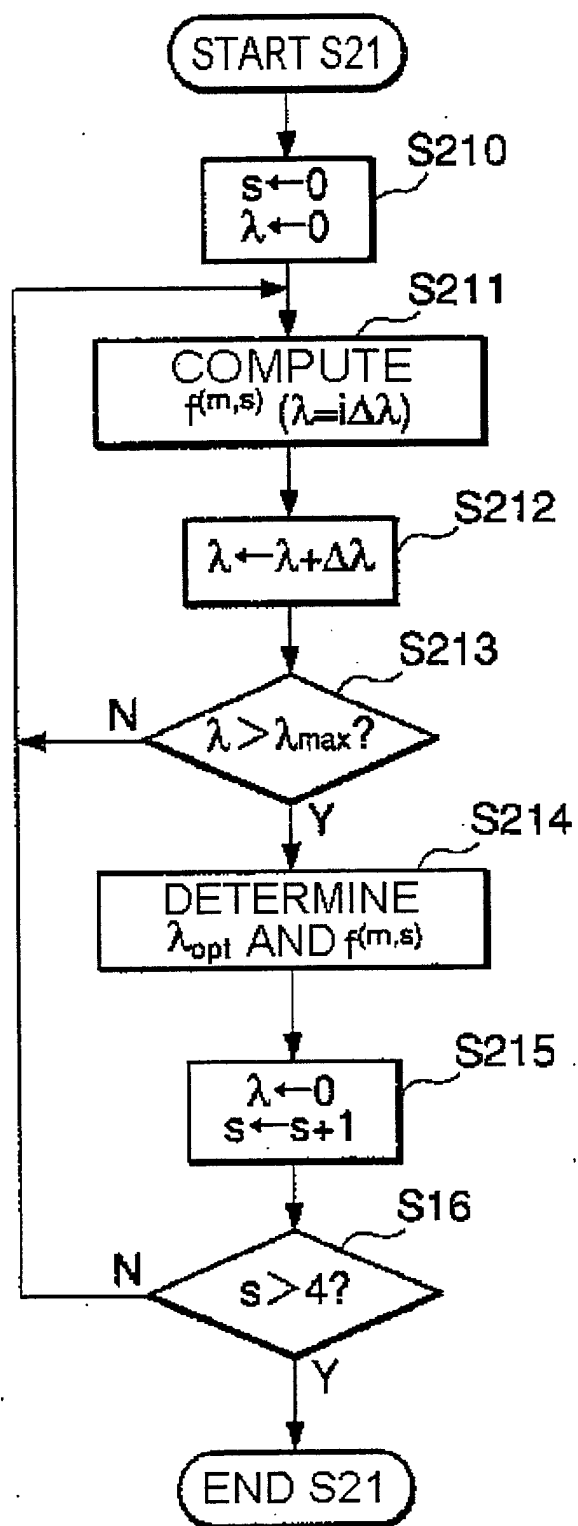 START S21
S210
s←0
λ←0
S211
COMPUTE
f(m,s) (λ=iΔλ)
S212
λ←λ+Δλ
S213
N
λ>λmax?
Y
S214
DETERMINE
λopt AND f(m,s)
S215
λ←0
s←s+1
S16
N
s>4?
Y
END S21